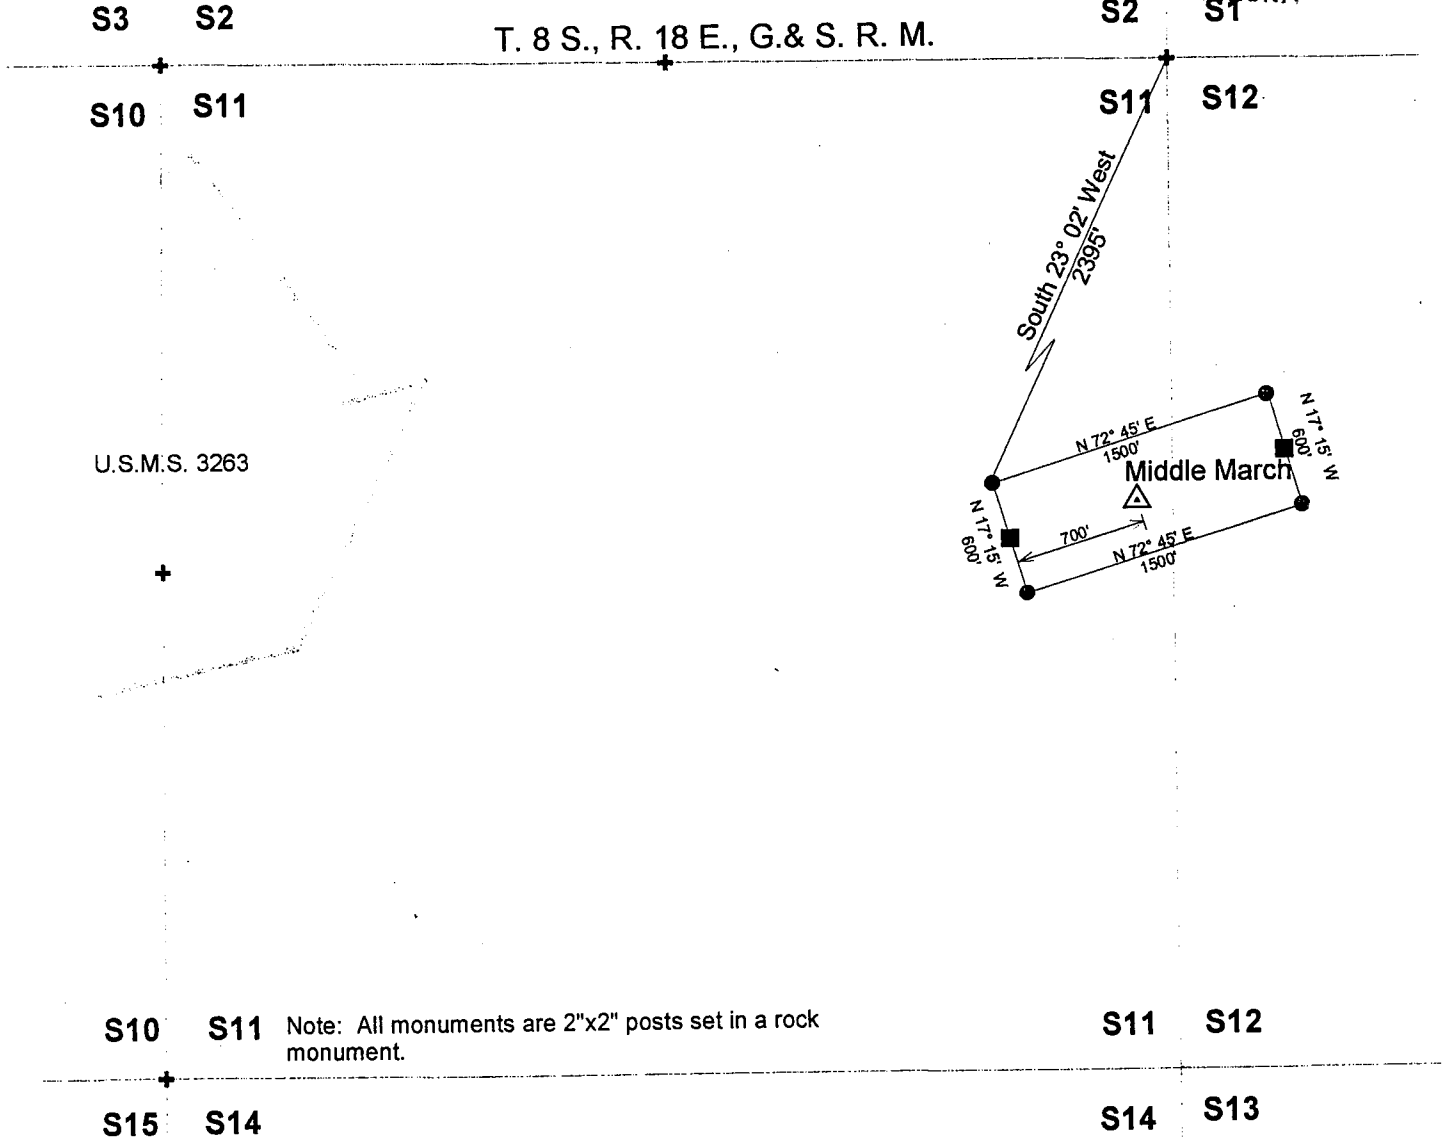 S3 S2 S2 S1
T. 8 S., R. 18 E., G.& S. R. M.
S10 S11 S11 S12
South 23° 02' West
2395'
N 72° 45' E
1500'
N 17° 15' W
600'
U.S.M.S. 3263
Middle March
N 17° 15' W
600'
700'
N 72° 45' E
1500'
S10 S11 Note: All monuments are 2"x2" posts set in a rock
monument.
S11 S12
S15 S14 S14 S13